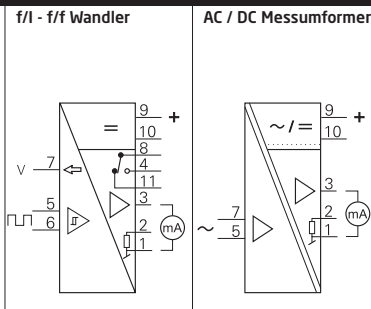 f/I - f/f Wandler
9 +
10
=
8
V 7 4
11
3
5
6
2
mA
1
AC / DC Messumformer
9 +
~/= 10
3
7 2
mA
~ 5 1